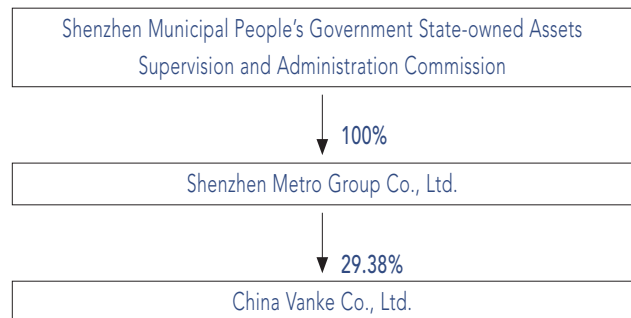 Shenzhen Municipal People’s Government State-owned Assets
Supervision and Administration Commission
100%
Shenzhen Metro Group Co., Ltd.
29.38%
China Vanke Co., Ltd.